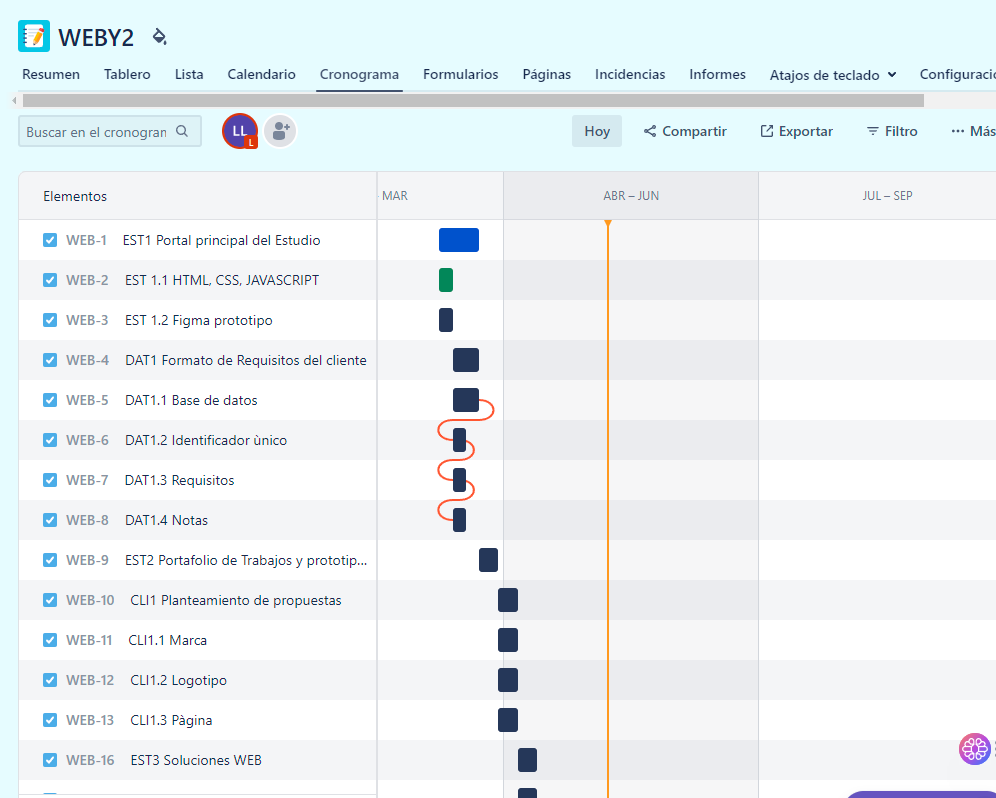 WEBY2
Resumen Tablero Lista Calendario Cronograma Formularios Páginas Incidencias Informes Atajos de teclado Configuració
Buscar en el cronogran LL L Hoy Compartir Exportar Filtro Más
Elementos MAR ABR – JUN JUL – SEP
WEB-1 EST1 Portal principal del Estudio
WEB-2 EST 1.1 HTML, CSS, JAVASCRIPT
WEB-3 EST 1.2 Figma prototipo
WEB-4 DAT1 Formato de Requisitos del cliente
WEB-5 DAT1.1 Base de datos
WEB-6 DAT1.2 Identificador ùnico
WEB-7 DAT1.3 Requisitos
WEB-8 DAT1.4 Notas
WEB-9 EST2 Portafolio de Trabajos y prototip...
WEB-10 CLI1 Planteamiento de propuestas
WEB-11 CLI1.1 Marca
WEB-12 CLI1.2 Logotipo
WEB-13 CLI1.3 Pàgina
WEB-16 EST3 Soluciones WEB